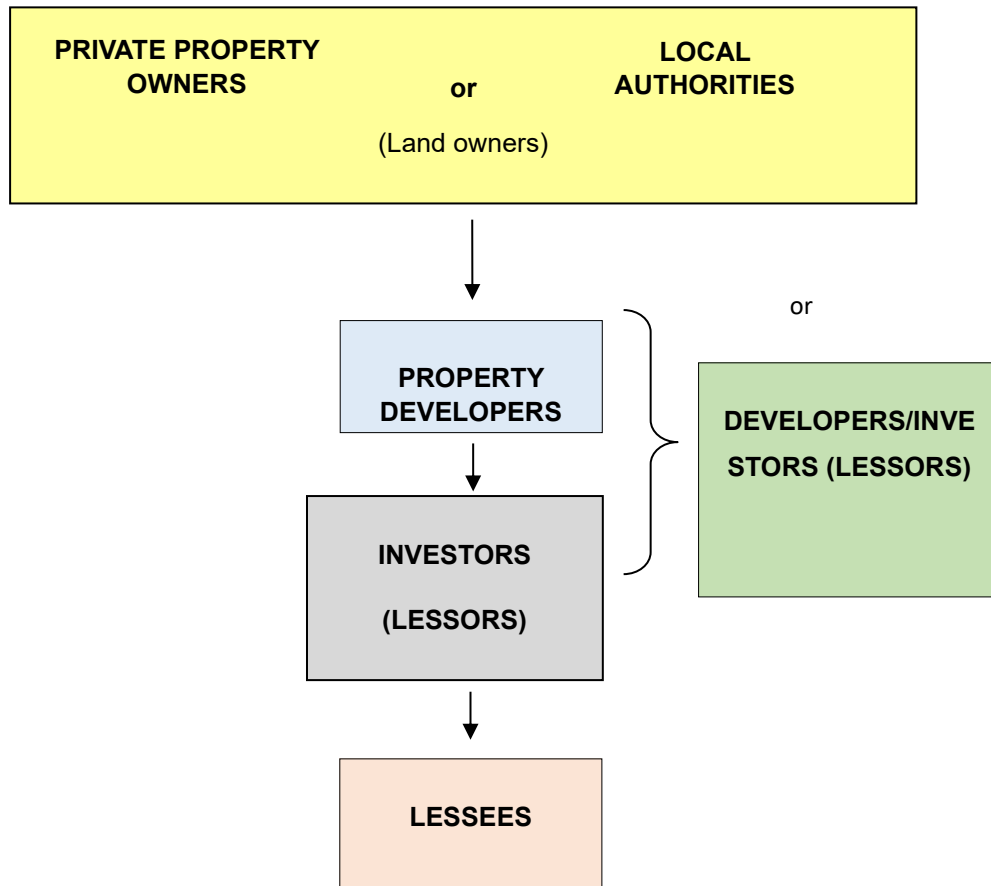 PRIVATE PROPERTY
OWNERS
or
LOCAL
AUTHORITIES
(Land owners)
or
PROPERTY
DEVELOPERS
DEVELOPERS/INVE
STORS (LESSORS)
INVESTORS
(LESSORS)
LESSEES